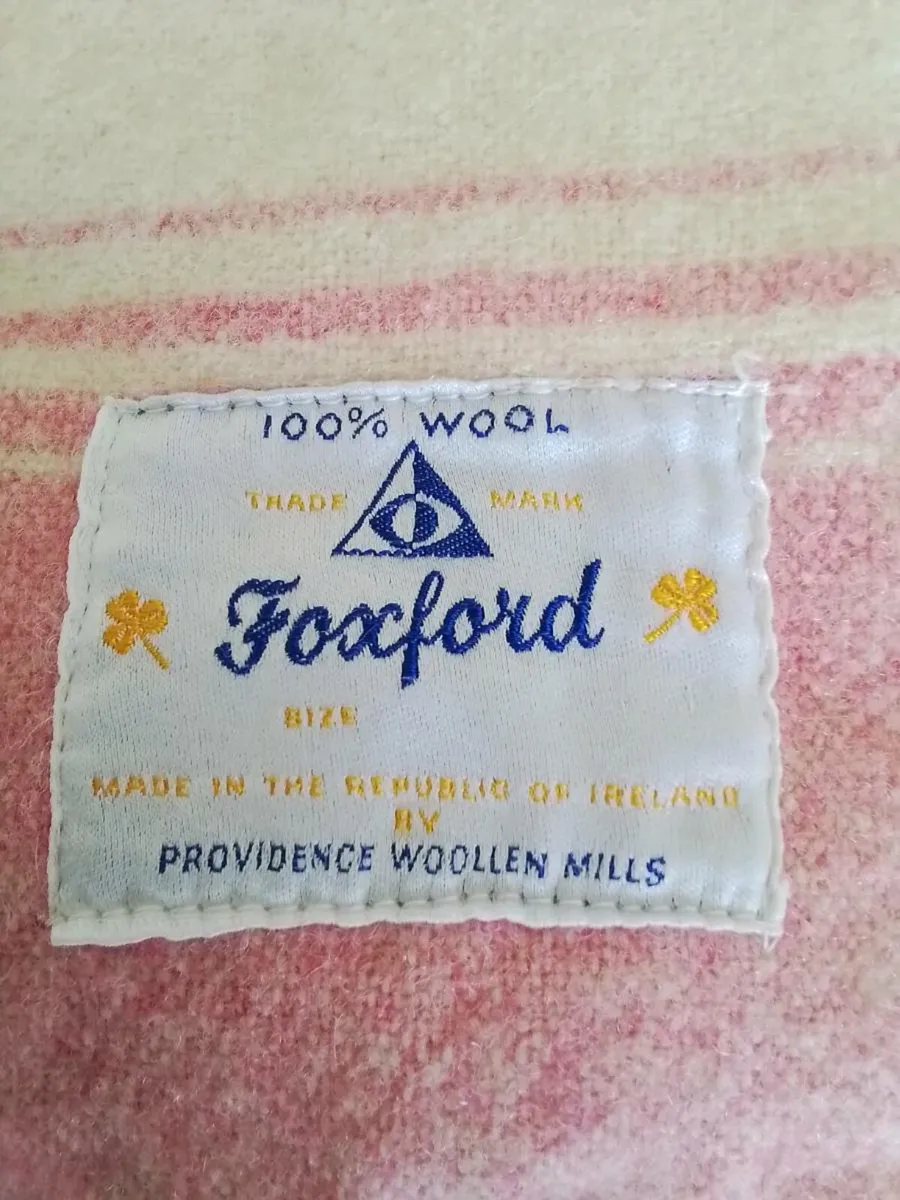 100% WOOL
TRADE MARK
Foxford
SIZE
MADE IN THE REPUBLIC OF IRELAND
BY
PROVIDENCE WOOLLEN MILLS